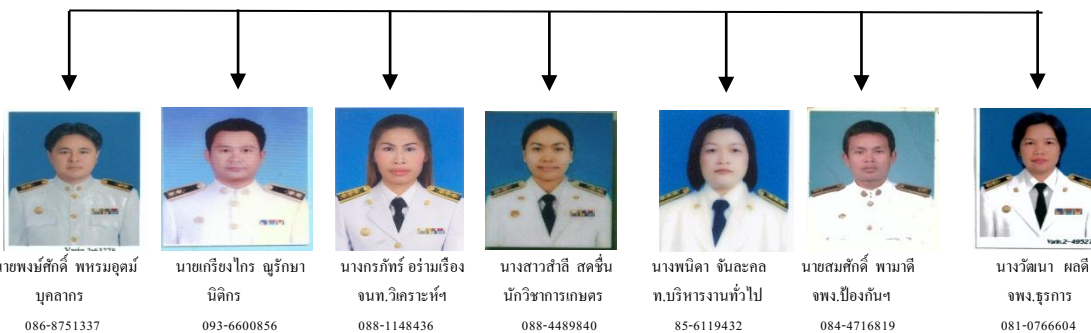 นายพงษ์ศักดิ์ พหรมอุตม์
บุคลากร
086-8751337
นายเกรียงไกร ณูรักษา
นิติกร
093-6600856
นางกรภัทร์ อร่ามเรือง
จนท.วิเคราะห์ฯ
088-1148436
นางสาวสำลี สดชื่น
นักวิชาการเกษตร
088-4489840
นางพนิดา จันละคล
ท.บริหารงานทั่วไป
85-6119432
นายสมศักดิ์ พามาดี
จพง.ป้องกันฯ
084-4716819
นางวัฒนา ผลดี
จพง.ธุรการ
081-0766604